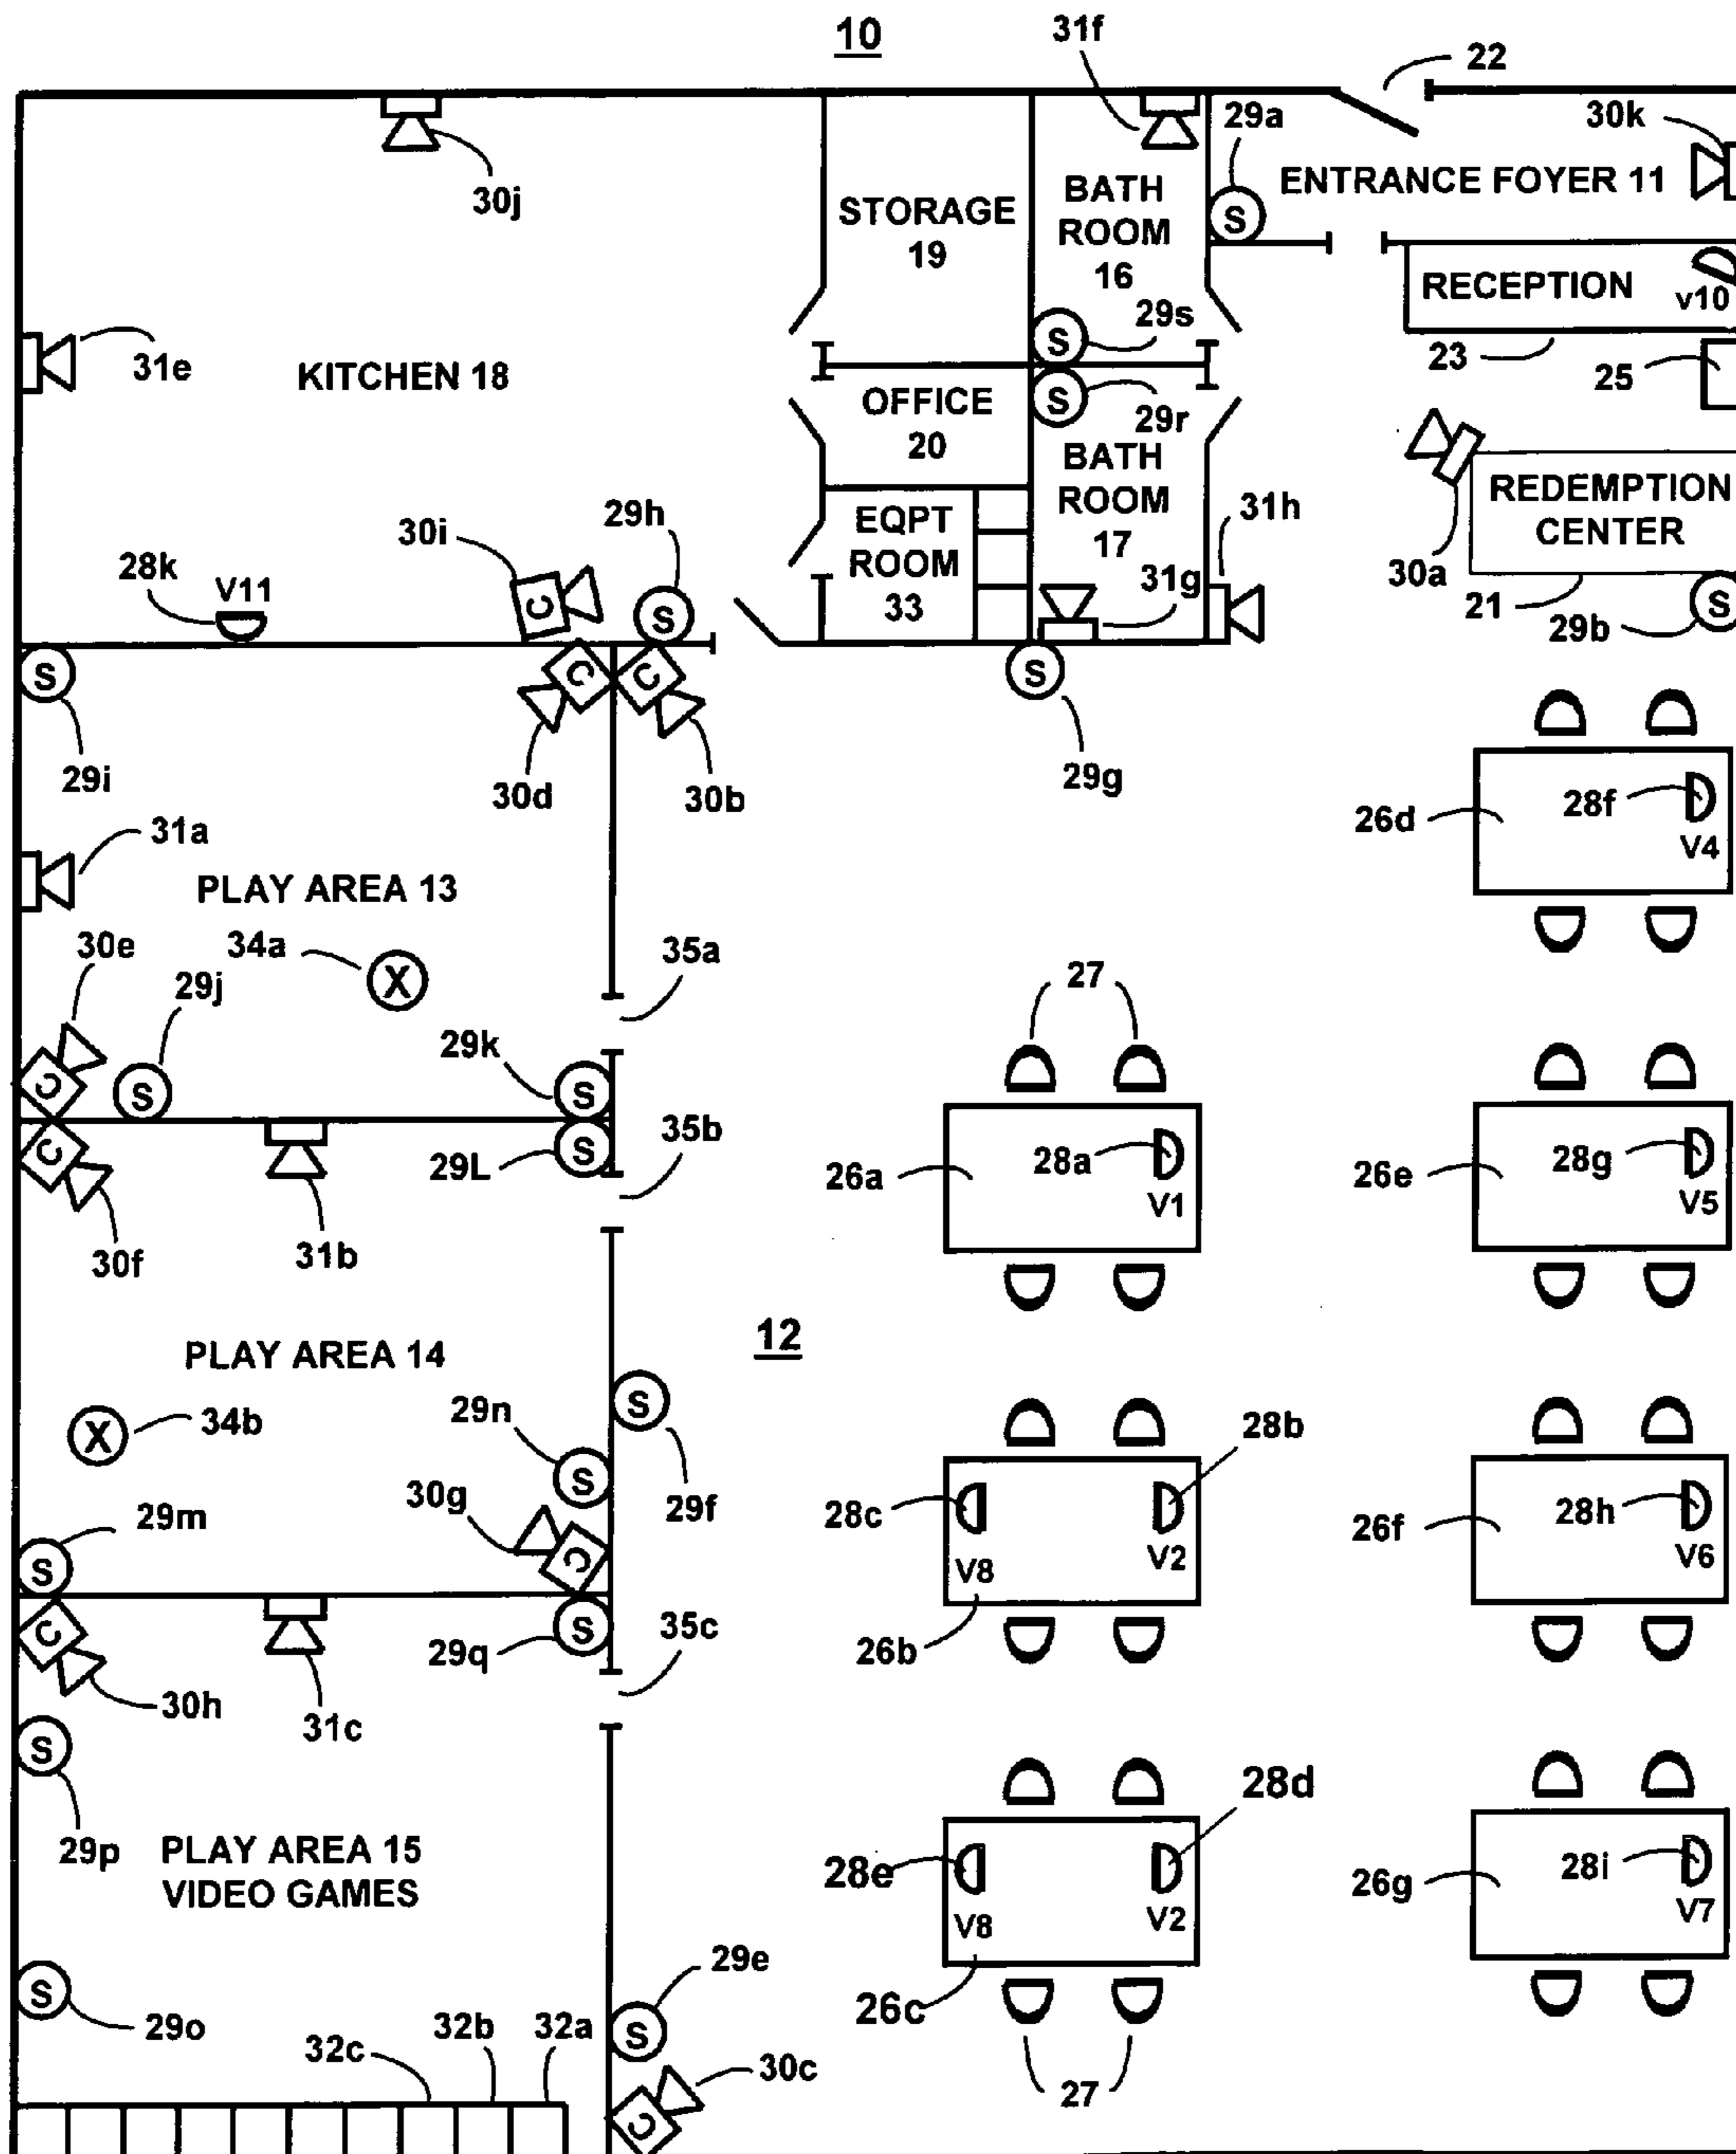 10
31f
22
29a
30k
30j
STORAGE
19
BATH
ROOM
16
ENTRANCE FOYER 11
S
RECEPTION
v10
31e
KITCHEN 18
S
29s
23
25
OFFICE
20
S
29r
BATH
ROOM
17
REDEMPTION
CENTER
30i
29h
EQPT
ROOM
33
31h
30a
21
28k
V11
C
S
31g
29b
S
S
C
C
S
29i
30d
30b
29g
28f
26d
V4
31a
PLAY AREA 13
30e
34a
X
29j
35a
27
C
S
29k
S
C
29L
S
35b
26a
28a
V1
26e
28g
V5
30f
31b
PLAY AREA 14
12
X
34b
29n
S
S
29f
28b
30g
28c
V8
V2
26f
28h
V6
29m
S
C
C
S
29q
35c
26b
30h
31c
S
29p
PLAY AREA 15
VIDEO GAMES
28d
28e
V8
V2
26g
28i
V7
S
29o
29e
S
26c
32c
32b
32a
30c
C
27